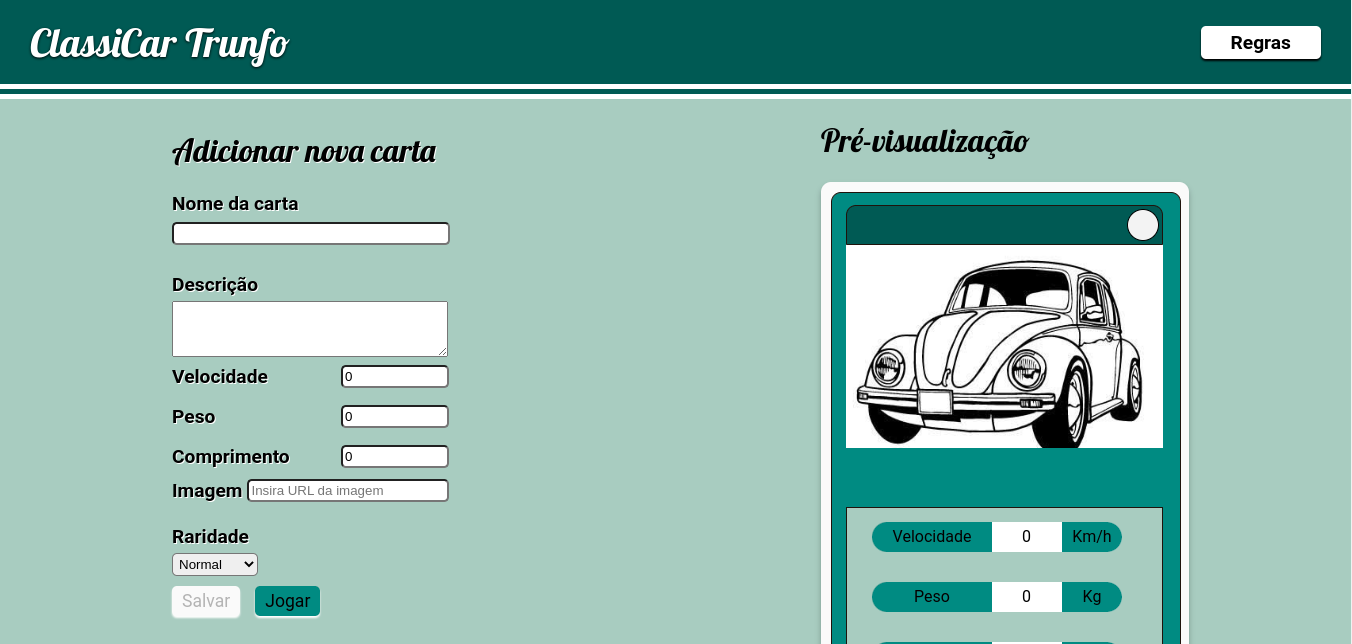 ClassiCar Trunfo
Regras
Adicionar nova carta
Nome da carta
Descrição
Velocidade 0
Peso 0
Comprimento 0
Imagem Insira URL da imagem
Raridade
Normal
Salvar Jogar
Pré-visualização
Velocidade 0 Km/h
Peso 0 Kg